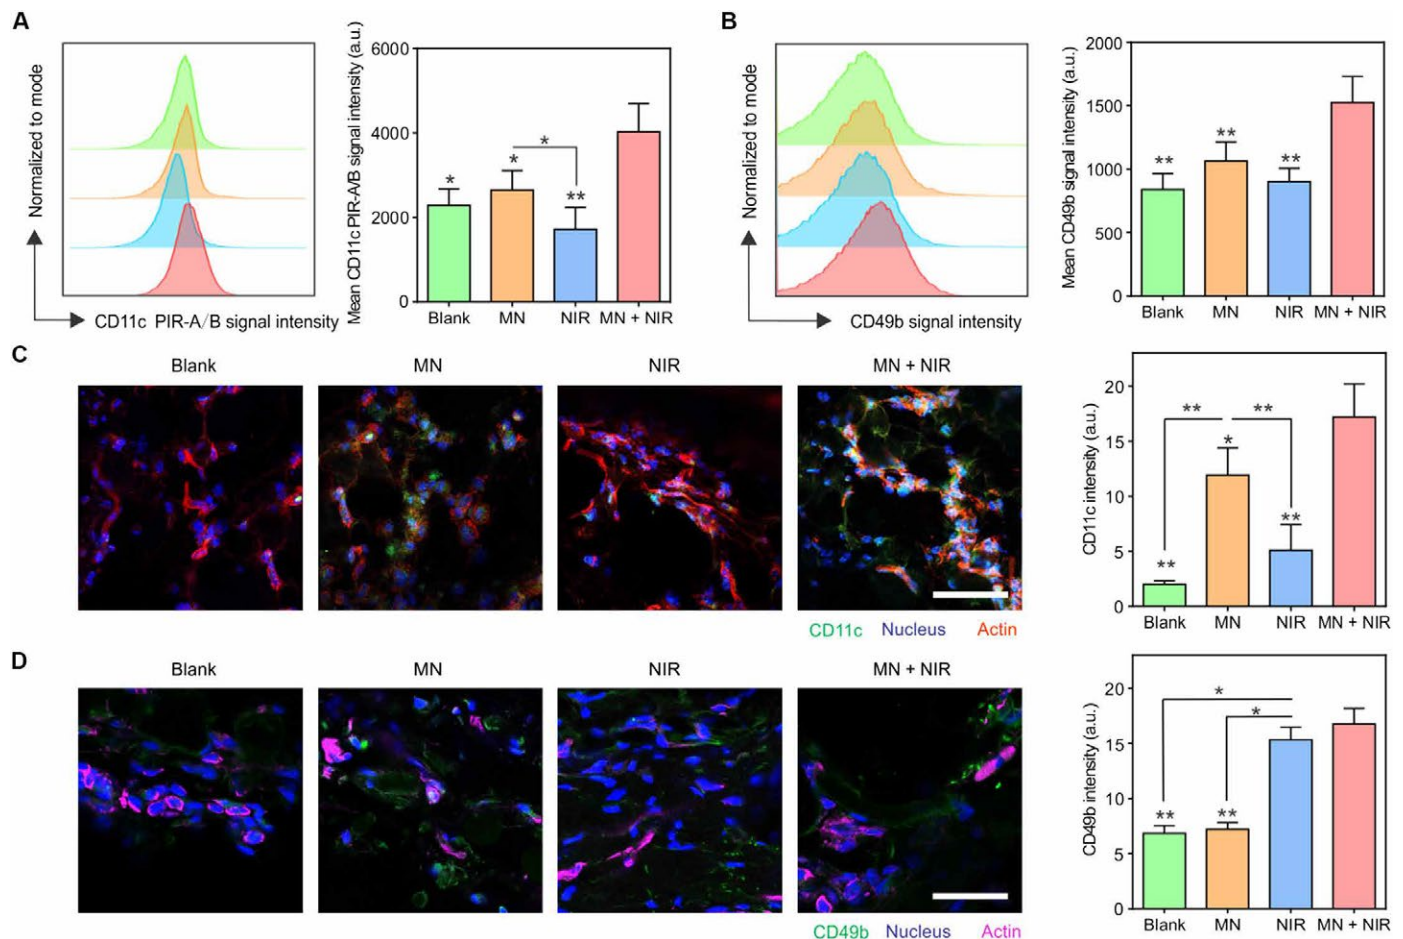 A
Normalized to mode
CD11c PIR-A/B signal intensity
Mean CD11c PIR-A/B signal intensity (a.u.)
6000
4000
2000
0
*
*
*
**
Blank MN NIR MN + NIR
B
Normalized to mode
CD49b signal intensity
Mean CD49b signal intensity (a.u.)
2000
1500
1000
500
0
**
**
**
Blank MN NIR MN + NIR
C
Blank MN NIR MN + NIR
CD11c Nucleus Actin
CD11c intensity (a.u.)
20
15
10
5
0
** **
*
**
**
Blank MN NIR MN + NIR
D
Blank MN NIR MN + NIR
CD49b Nucleus Actin
CD49b intensity (a.u.)
20
15
10
5
0
*
*
** **
Blank MN NIR MN + NIR